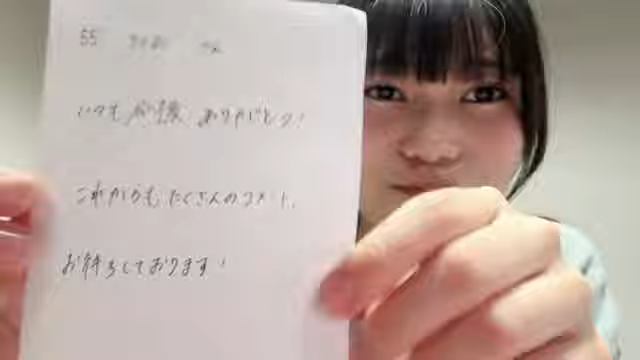 55
いつも応援ありがとう!
これからもたくさんのコメント、
お待ちしております!